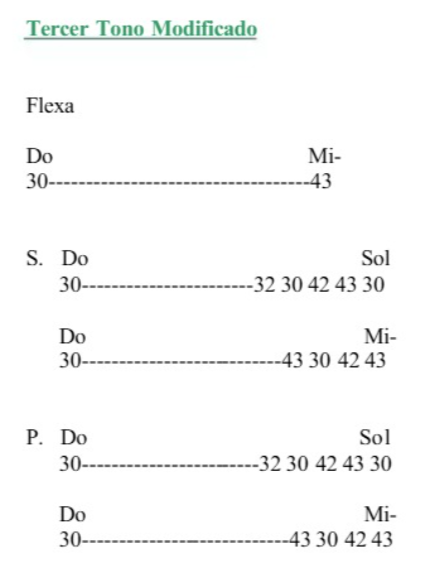 Tercer Tono Modificado
Flexa
Do Mi-
30-----------------------------------43
S. Do Sol
30-----------------------32 30 42 43 30
Do Mi-
30---------------------------43 30 42 43
P. Do Sol
30------------------------32 30 42 43 30
Do Mi-
30----------------------------43 30 42 43